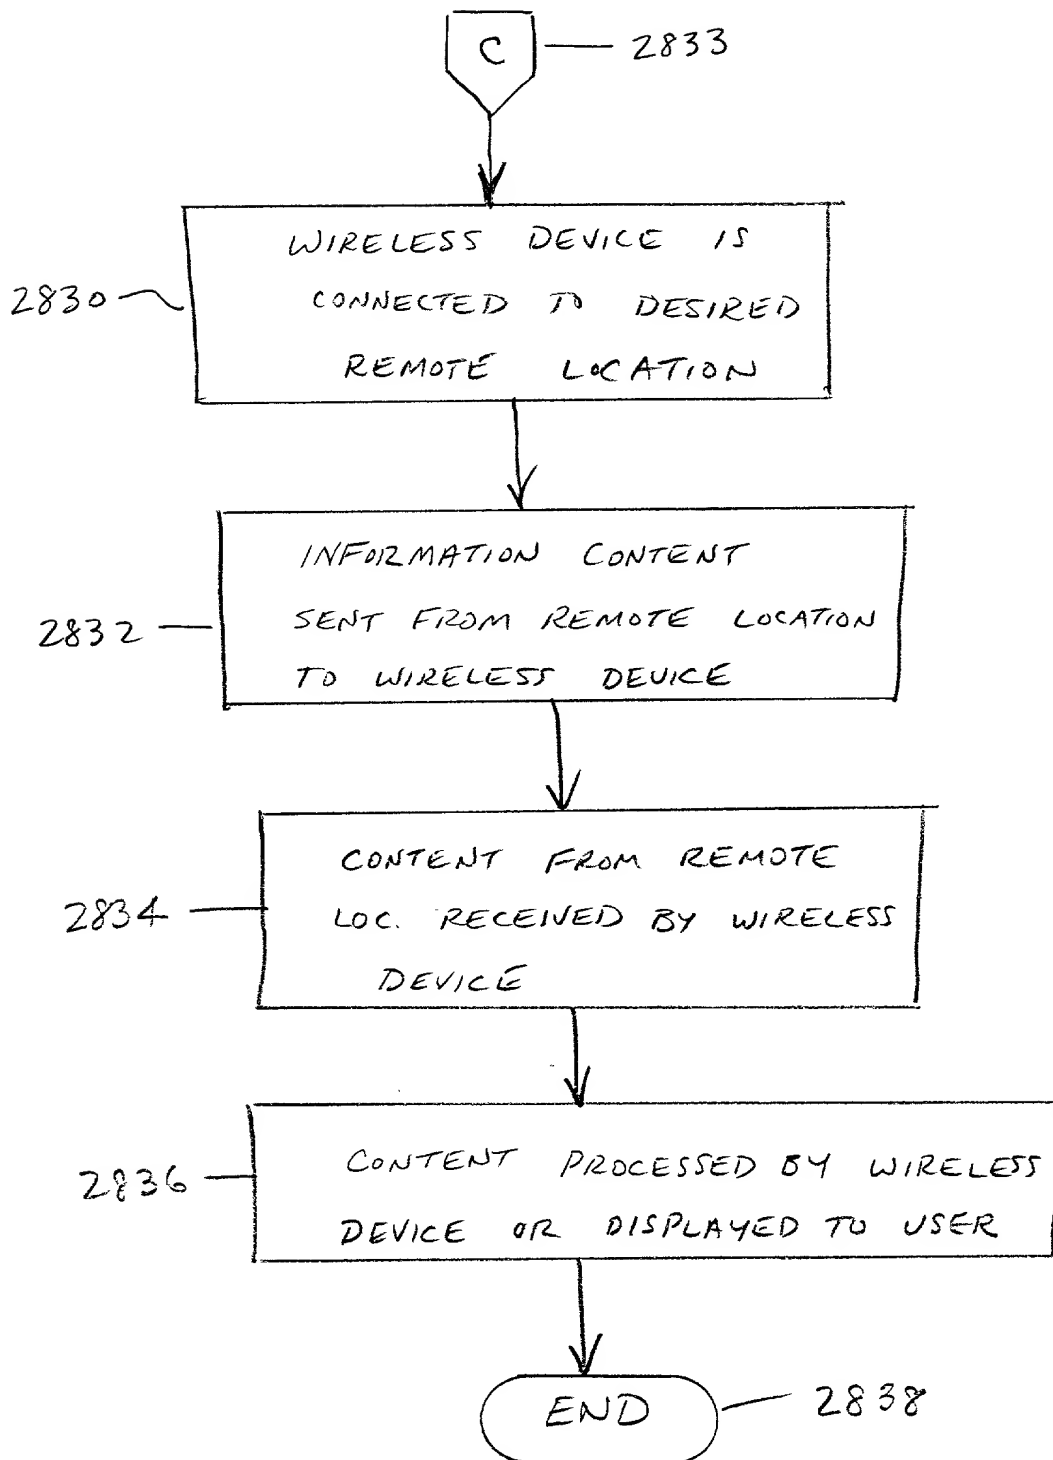 C
2833
2830
WIRELESS DEVICE IS
CONNECTED TO DESIRED
REMOTE LOCATION
INFORMATION CONTENT
2832
SENT FROM REMOTE LOCATION
TO WIRELESS DEVICE
CONTENT FROM REMOTE
2834
LOC. RECEIVED BY WIRELESS
DEVICE
2836
CONTENT PROCESSED BY WIRELESS
DEVICE OR DISPLAYED TO USER
END
2838